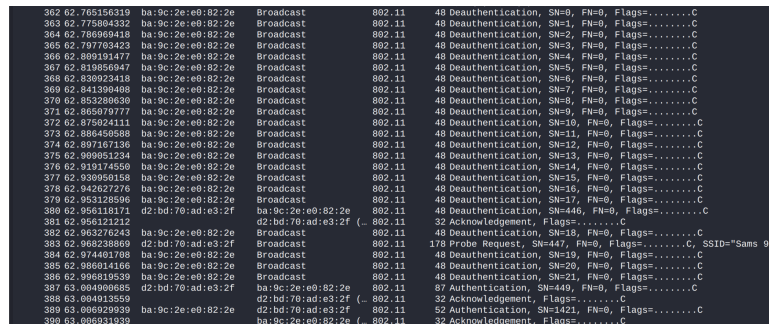 362 62.765156319 ba:9c:2e:e0:82:2e Broadcast 802.11 48 Deauthentication, SN=0, FN=0, Flags=........C
363 62.775804332 ba:9c:2e:e0:82:2e Broadcast 802.11 48 Deauthentication, SN=1, FN=0, Flags=........C
364 62.786969418 ba:9c:2e:e0:82:2e Broadcast 802.11 48 Deauthentication, SN=2, FN=0, Flags=........C
365 62.797703423 ba:9c:2e:e0:82:2e Broadcast 802.11 48 Deauthentication, SN=3, FN=0, Flags=........C
366 62.809191477 ba:9c:2e:e0:82:2e Broadcast 802.11 48 Deauthentication, SN=4, FN=0, Flags=........C
367 62.819856947 ba:9c:2e:e0:82:2e Broadcast 802.11 48 Deauthentication, SN=5, FN=0, Flags=........C
368 62.830923418 ba:9c:2e:e0:82:2e Broadcast 802.11 48 Deauthentication, SN=6, FN=0, Flags=........C
369 62.841390408 ba:9c:2e:e0:82:2e Broadcast 802.11 48 Deauthentication, SN=7, FN=0, Flags=........C
370 62.853280630 ba:9c:2e:e0:82:2e Broadcast 802.11 48 Deauthentication, SN=8, FN=0, Flags=........C
371 62.865079777 ba:9c:2e:e0:82:2e Broadcast 802.11 48 Deauthentication, SN=9, FN=0, Flags=........C
372 62.875024111 ba:9c:2e:e0:82:2e Broadcast 802.11 48 Deauthentication, SN=10, FN=0, Flags=........C
373 62.886450588 ba:9c:2e:e0:82:2e Broadcast 802.11 48 Deauthentication, SN=11, FN=0, Flags=........C
374 62.897167136 ba:9c:2e:e0:82:2e Broadcast 802.11 48 Deauthentication, SN=12, FN=0, Flags=........C
375 62.909051234 ba:9c:2e:e0:82:2e Broadcast 802.11 48 Deauthentication, SN=13, FN=0, Flags=........C
376 62.919174550 ba:9c:2e:e0:82:2e Broadcast 802.11 48 Deauthentication, SN=14, FN=0, Flags=........C
377 62.930950158 ba:9c:2e:e0:82:2e Broadcast 802.11 48 Deauthentication, SN=15, FN=0, Flags=........C
378 62.942627276 ba:9c:2e:e0:82:2e Broadcast 802.11 48 Deauthentication, SN=16, FN=0, Flags=........C
379 62.953128596 ba:9c:2e:e0:82:2e Broadcast 802.11 48 Deauthentication, SN=17, FN=0, Flags=........C
380 62.956118171 d2:bd:70:ad:e3:2f ba:9c:2e:e0:82:2e 802.11 48 Deauthentication, SN=446, FN=0, Flags=........C
381 62.956121212 d2:bd:70:ad:e3:2f (… 802.11 32 Acknowledgement, Flags=........C
382 62.963276243 ba:9c:2e:e0:82:2e Broadcast 802.11 48 Deauthentication, SN=18, FN=0, Flags=........C
383 62.968238869 d2:bd:70:ad:e3:2f Broadcast 802.11 178 Probe Request, SN=447, FN=0, Flags=........C, SSID="Sams 9
384 62.974401708 ba:9c:2e:e0:82:2e Broadcast 802.11 48 Deauthentication, SN=19, FN=0, Flags=........C
385 62.986014166 ba:9c:2e:e0:82:2e Broadcast 802.11 48 Deauthentication, SN=20, FN=0, Flags=........C
386 62.996819539 ba:9c:2e:e0:82:2e Broadcast 802.11 48 Deauthentication, SN=21, FN=0, Flags=........C
387 63.004900685 d2:bd:70:ad:e3:2f ba:9c:2e:e0:82:2e 802.11 87 Authentication, SN=449, FN=0, Flags=........C
388 63.004913559 d2:bd:70:ad:e3:2f (… 802.11 32 Acknowledgement, Flags=........C
389 63.006929939 ba:9c:2e:e0:82:2e d2:bd:70:ad:e3:2f 802.11 52 Authentication, SN=1421, FN=0, Flags=........C
390 63.006931939 ba:9c:2e:e0:82:2e (… 802.11 32 Acknowledgement, Flags=........C